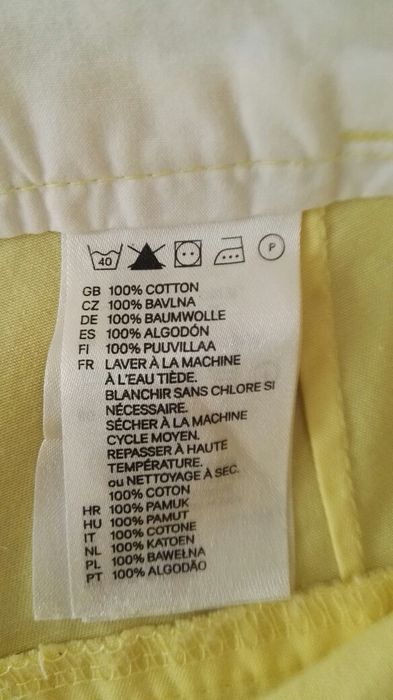 40 P
GB 100% COTTON
CZ 100% BAVLNA
DE 100% BAUMWOLLE
ES 100% ALGODÓN
FI 100% PUUVILLAA
FR LAVER À LA MACHINE
À L'EAU TIÈDE.
BLANCHIR SANS CHLORE SI
NÉCESSAIRE.
SÉCHER À LA MACHINE
CYCLE MOYEN.
REPASSER À HAUTE
TEMPÉRATURE.
ou NETTOYAGE À SEC.
100% COTON
HR 100% PAMUK
HU 100% PAMUT
IT 100% COTONE
NL 100% KATOEN
PL 100% BAWEŁNA
PT 100% ALGODÃO